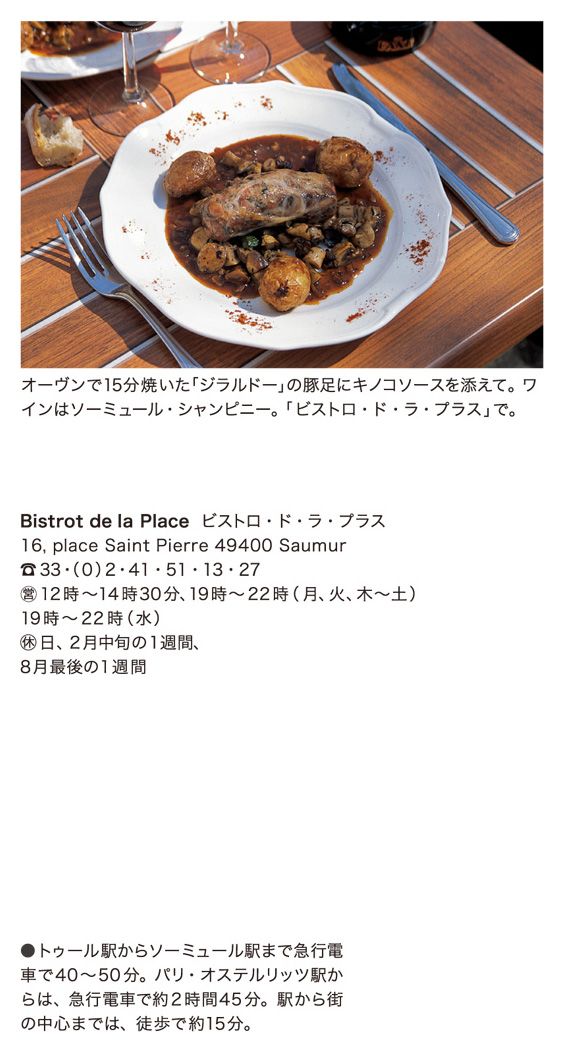 オーヴンで15分焼いた「ジラルドー」の豚足にキノコソースを添えて。ワ
インはソーミュール・シャンピニー。「ビストロ・ド・ラ・プラス」で。
Bistrot de la Place ビストロ・ド・ラ・プラス
16, place Saint Pierre 49400 Saumur
☎33・(0)2・41・51・13・27
㊡営 12時〜14時30分、19時〜22時(月、火、木〜土)
19時〜22時(水)
㊡日、2月中旬の1週間、
8月最後の1週間
●トゥール駅からソーミュール駅まで急行電
車で40〜50分。パリ・オステルリッツ駅か
らは、急行電車で約2時間45分。駅から街
の中心までは、徒歩で約15分。